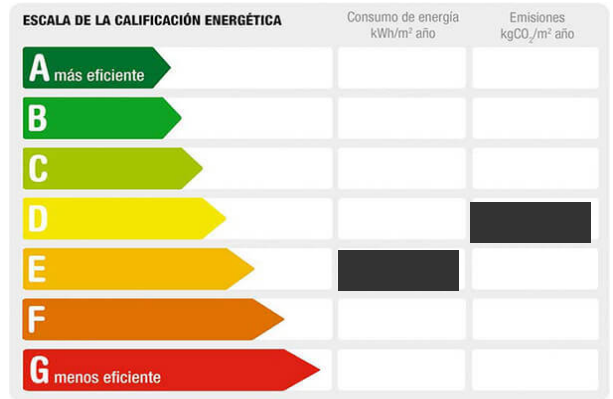 ESCALA DE LA CALIFICACIÓN ENERGÉTICA
Consumo de energía
kWh/m² año
Emisiones
kgCO₂/m² año
A más eficiente
B
C
D
E
F
G menos eficiente